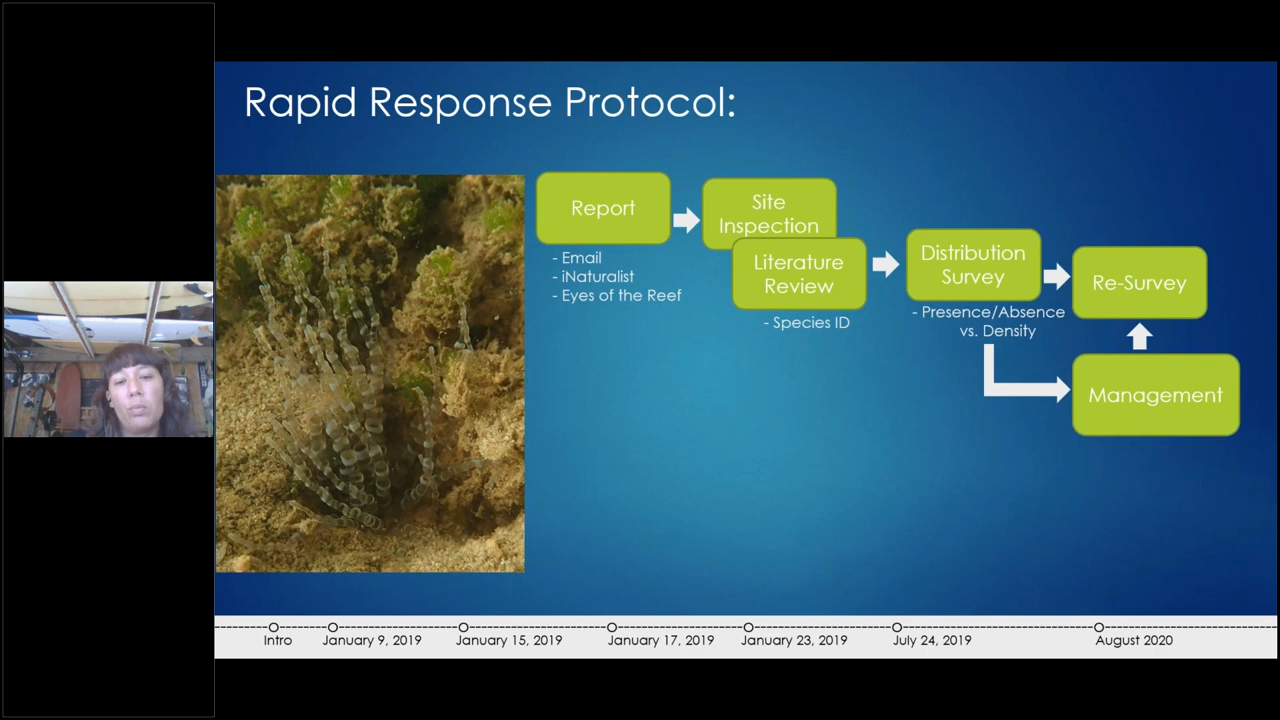 Rapid Response Protocol:
Report
- Email
- iNaturalist
- Eyes of the Reef
Site
Inspection
Literature
Review
- Species ID
Distribution
Survey
- Presence/Absence
vs. Density
Re-Survey
Management
Intro
January 9, 2019
January 15, 2019
January 17, 2019
January 23, 2019
July 24, 2019
August 2020